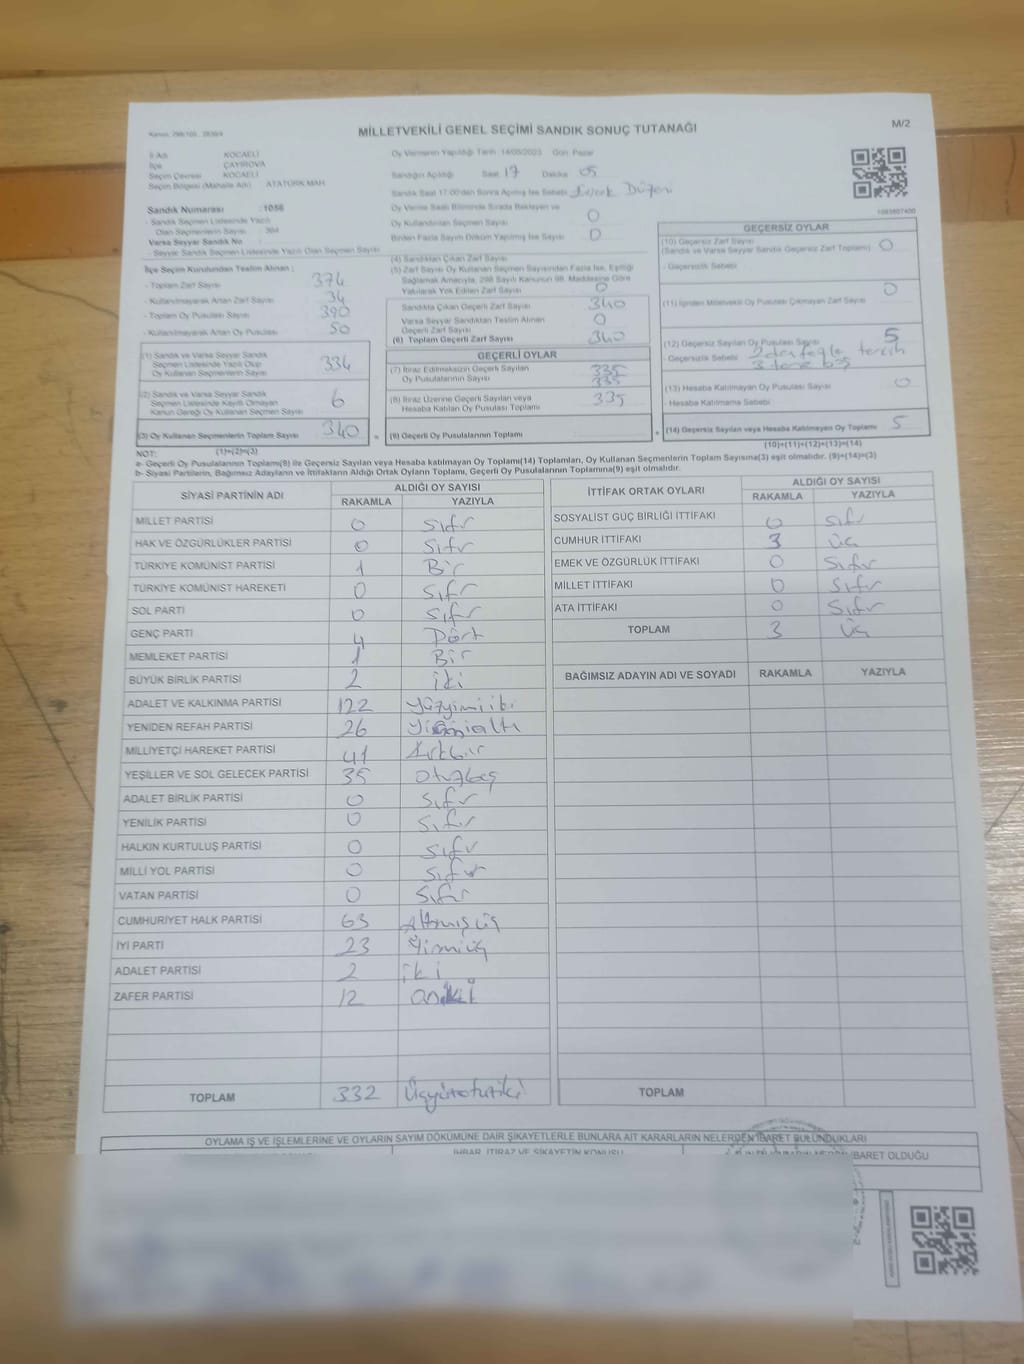 MİLLETVEKİLİ GENEL SEÇİMİ SANDIK SONUÇ TUTANAĞI
M/2
İl Adı KOCAELİ
İlçe ÇAYIROVA
Seçim Çevresi KOCAELİ
Seçim Bölgesi (Mahalle Adı) ATATÜRK MAH.
Oy Vermenin Yapıldığı Tarih 14/05/2023 Gün Pazar
Sandığın Açıldığı Saat 17 Dakika 05
Sandık Saat 17:00'den Sonra Açılmış İse Sebebi
Sandık Numarası :1056
- Sandık Seçmen Listesinde Yazılı
Olan Seçmenlerin Sayısı
Varsa Seyyar Sandık No
Seyyar Sandık Listesinde Yazılı Olan Seçmen Sayısı
Oy Kullandırılan Seçmen Sayısı 0
Birden Fazla Sayım Döküm Yapılmış İse Sayısı 0
İlçe Seçim Kurulundan Teslim Alınan ;
- Toplam Zarf Sayısı 374
- Kullanılmayarak Artan Zarf Sayısı 34
- Toplam Oy Pusulası Sayısı 390
- Kullanılmayarak Artan Oy Pusulası 50
(1) Sandık ve Varsa Seyyar Sandık
Seçmen Listesinde Yazılı Olup
Oy Kullanan Seçmenlerin Sayısı 334
(2) Sandık ve Varsa Seyyar Sandık
Seçmen Listesinde Kayıtlı Olmayan
Kanun Gereği Oy Kullanan Seçmen Sayısı 6
(3) Oy Kullanan Seçmenlerin Toplam Sayısı 340
(1)+(2)=(3)
(4) Sandıktan Çıkan Zarf Sayısı
(5) Zarf Sayısı Oy Kullanan Seçmen Sayısından Fazla İse, Eşitliği
Sağlamak Amacıyla, 298 Sayılı Kanunun 98. Maddesine Göre
Yakılarak Yok Edilen Zarf Sayısı 0
Sandıkta Çıkan Geçerli Zarf Sayısı 340
Varsa Seyyar Sandıktan Teslim Alınan
Geçerli Zarf Sayısı 0
(6) Toplam Geçerli Zarf Sayısı 340
GEÇERLİ OYLAR
(7) İtiraz Edilmeksizin Geçerli Sayılan
Oy Pusulalarının Sayısı 335
335
(8) İtiraz Üzerine Geçerli Sayılan veya
Hesaba Katılan Oy Pusulası Toplamı 335
(9) Geçerli Oy Pusulalarının Toplamı
GEÇERSİZ OYLAR
(10) Geçersiz Zarf Sayısı
(Sandık ve Varsa Seyyar Sandık Geçersiz Zarf Toplamı) 0
- Geçersizlik Sebebi
(11) İçinden Milletvekili Oy Pusulası Çıkmayan Zarf Sayısı 0
(12) Geçersiz Sayılan Oy Pusulası Sayısı 5
- Geçersizlik Sebebi
(13) Hesaba Katılmayan Oy Pusulası Sayısı 0
- Hesaba Katılmama Sebebi
(14) Geçersiz Sayılan veya Hesaba Katılmayan Oy Toplamı 5
(10)+(11)+(12)+(13)=(14)
NOT:
a- Geçerli Oy Pusulalarının Toplamı(9) ile Geçersiz Sayılan veya Hesaba katılmayan Oy Toplamı(14) Toplamları, Oy Kullanan Seçmenlerin Toplam Sayısına(3) eşit olmalıdır. (9)+(14)=(3)
b- Siyasi Partilerin, Bağımsız Adayların ve İttifakların Aldığı Ortak Oyların Toplamı, Geçerli Oy Pusulalarının Toplamına(9) eşit olmalıdır.
SİYASİ PARTİNİN ADI
ALDIĞI OY SAYISI
RAKAMLA YAZIYLA
MİLLET PARTİSİ 0 Sıfır
HAK VE ÖZGÜRLÜKLER PARTİSİ 0 Sıfır
TÜRKİYE KOMÜNİST PARTİSİ 1 Bir
TÜRKİYE KOMÜNİST HAREKETİ 0 Sıfır
SOL PARTİ 0 Sıfır
GENÇ PARTİ 4 Dört
MEMLEKET PARTİSİ 1 Bir
BÜYÜK BİRLİK PARTİSİ 2 iki
ADALET VE KALKINMA PARTİSİ 122
YENİDEN REFAH PARTİSİ 26
MİLLİYETÇİ HAREKET PARTİSİ 41 Kırkbir
YEŞİLLER VE SOL GELECEK PARTİSİ 35 Otuzbeş
ADALET BİRLİK PARTİSİ 0 Sıfır
YENİLİK PARTİSİ 0 Sıfır
HALKIN KURTULUŞ PARTİSİ 0 Sıfır
MİLLİ YOL PARTİSİ 0 Sıfır
VATAN PARTİSİ 0 Sıfır
CUMHURİYET HALK PARTİSİ 63 Altmışüç
İYİ PARTİ 23 Yirmiüç
ADALET PARTİSİ 2 iki
ZAFER PARTİSİ 12 oniki
TOPLAM 332 Üçyüzotuziki
İTTİFAK ORTAK OYLARI
ALDIĞI OY SAYISI
RAKAMLA YAZIYLA
SOSYALİST GÜÇ BİRLİĞİ İTTİFAKI 0 Sıfır
CUMHUR İTTİFAKI 3 üç
EMEK VE ÖZGÜRLÜK İTTİFAKI 0 Sıfır
MİLLET İTTİFAKI 0 Sıfır
ATA İTTİFAKI 0 Sıfır
TOPLAM 3 üç
BAĞIMSIZ ADAYIN ADI VE SOYADI RAKAMLA YAZIYLA
TOPLAM
OYLAMA İŞ VE İŞLEMLERİNE VE OYLARIN SAYIM DÖKÜMÜNE DAİR ŞİKAYETLERLE BUNLARA AİT KARARLARIN NELERDEN İBARET BULUNDUKLARI
İHBAR, İTİRAZ VE ŞİKAYETİN KONUSU
İBARET OLDUĞU